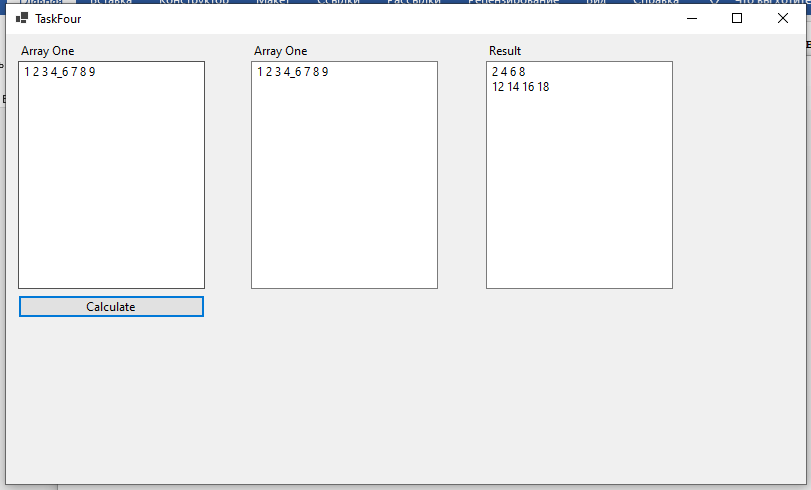 TaskFour
Array One
Array One
Result
1 2 3 4_6 7 8 9
1 2 3 4_6 7 8 9
2 4 6 8
12 14 16 18
Calculate